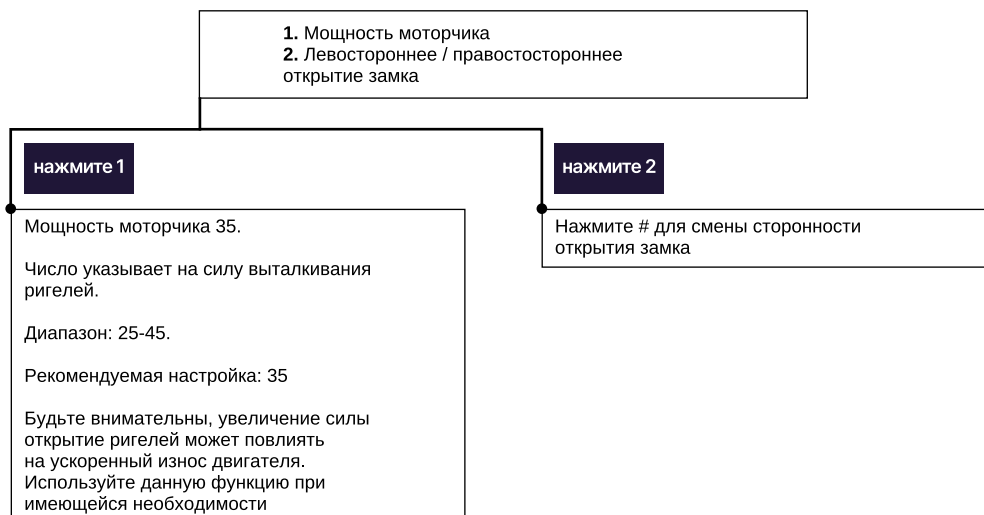 1. Мощность моторчика
2. Левостороннее / правостостороннее
открытие замка
нажмите 1
Мощность моторчика 35.
Число указывает на силу выталкивания
ригелей.
Диапазон: 25-45.
Рекомендуемая настройка: 35
Будьте внимательны, увеличение силы
открытие ригелей может повлиять
на ускоренный износ двигателя.
Используйте данную функцию при
имеющейся необходимости
нажмите 2
Нажмите # для смены сторонности
открытия замка